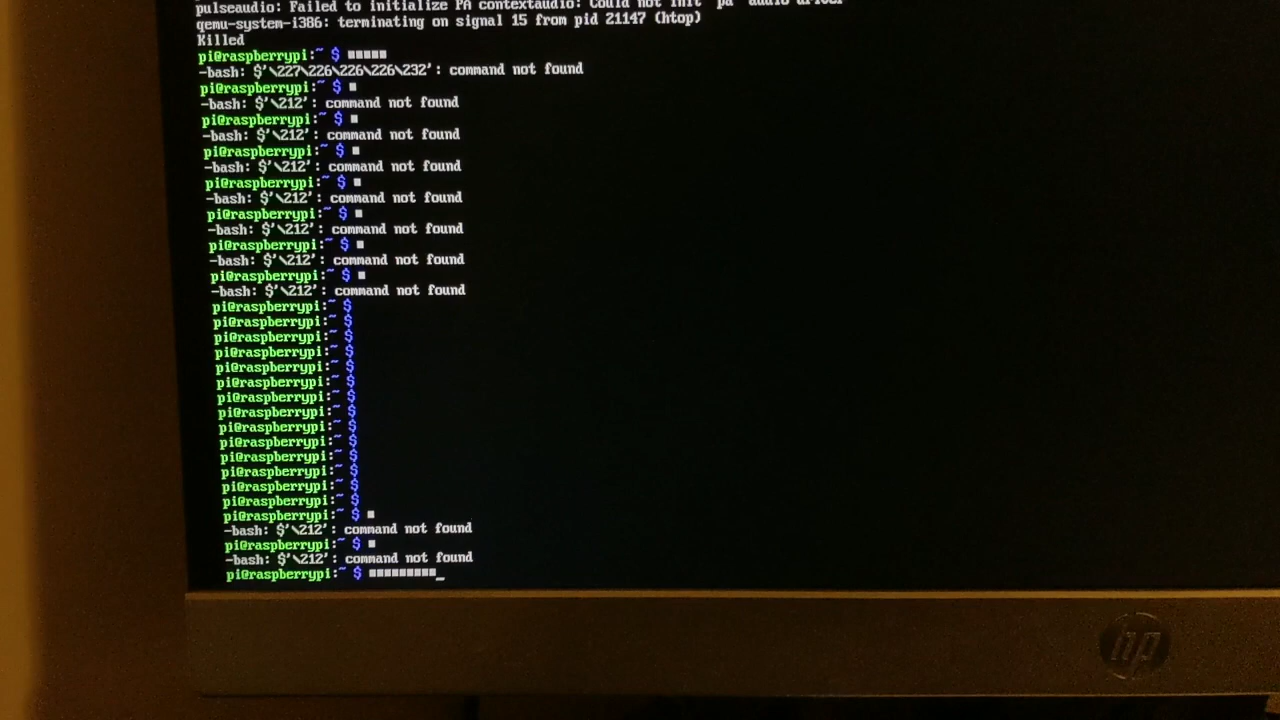 pulseaudio: Failed to initialize PA contextaudio: Could not init `pa' audio driver
qemu-system-i386: terminating on signal 15 from pid 21147 (htop)
Killed
pi@raspberrypi:~ $ ■■■■■
-bash: $'\227\226\226\226\232': command not found
pi@raspberrypi:~ $ ■
-bash: $'\212': command not found
pi@raspberrypi:~ $ ■
-bash: $'\212': command not found
pi@raspberrypi:~ $ ■
-bash: $'\212': command not found
pi@raspberrypi:~ $ ■
-bash: $'\212': command not found
pi@raspberrypi:~ $ ■
-bash: $'\212': command not found
pi@raspberrypi:~ $ ■
-bash: $'\212': command not found
pi@raspberrypi:~ $ ■
-bash: $'\212': command not found
pi@raspberrypi:~ $
pi@raspberrypi:~ $
pi@raspberrypi:~ $
pi@raspberrypi:~ $
pi@raspberrypi:~ $
pi@raspberrypi:~ $
pi@raspberrypi:~ $
pi@raspberrypi:~ $
pi@raspberrypi:~ $
pi@raspberrypi:~ $
pi@raspberrypi:~ $
pi@raspberrypi:~ $
pi@raspberrypi:~ $
pi@raspberrypi:~ $
pi@raspberrypi:~ $ ■
-bash: $'\212': command not found
pi@raspberrypi:~ $ ■
-bash: $'\212': command not found
pi@raspberrypi:~ $ ■■■■■■■■■_
hp